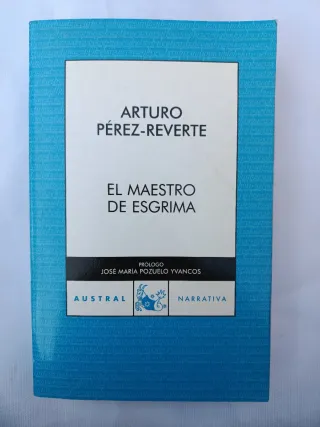 ARTURO
PÉREZ-REVERTE
EL MAESTRO
DE ESGRIMA
PRÓLOGO
JOSÉ MARÍA POZUELO YVANCOS
AUSTRAL NARRATIVA